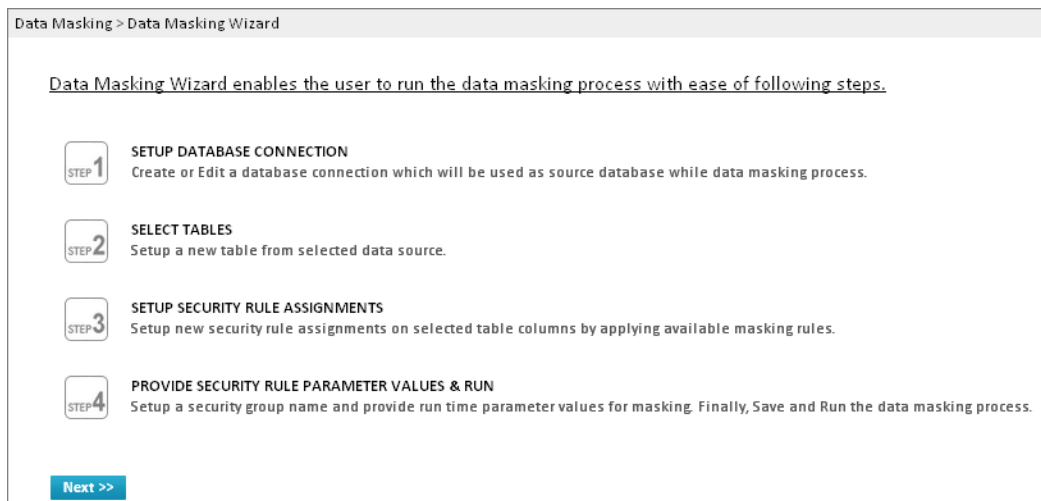 Data Masking > Data Masking Wizard
Data Masking Wizard enables the user to run the data masking process with ease of following steps.
STEP 1
SETUP DATABASE CONNECTION
Create or Edit a database connection which will be used as source database while data masking process.
STEP 2
SELECT TABLES
Setup a new table from selected data source.
STEP 3
SETUP SECURITY RULE ASSIGNMENTS
Setup new security rule assignments on selected table columns by applying available masking rules.
STEP 4
PROVIDE SECURITY RULE PARAMETER VALUES & RUN
Setup a security group name and provide run time parameter values for masking. Finally, Save and Run the data masking process.
Next >>